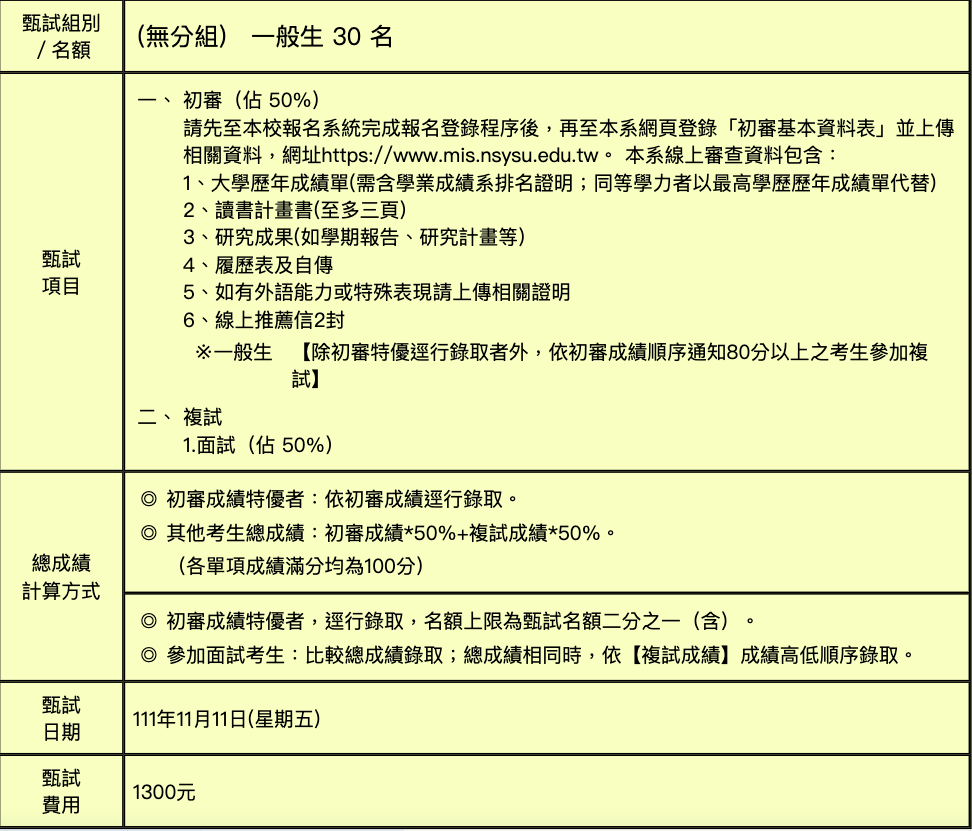 甄試組別
/ 名額
(無分組)　一般生 30 名
甄試
項目
一、 初審（佔 50%）
請先至本校報名系統完成報名登錄程序後，再至本系網頁登錄「初審基本資料表」並上傳
相關資料，網址https://www.mis.nsysu.edu.tw。 本系線上審查資料包含：
1、大學歷年成績單(需含學業成績系排名證明；同等學力者以最高學歷歷年成績單代替)
2、讀書計畫書(至多三頁)
3、研究成果(如學期報告、研究計畫等)
4、履歷表及自傳
5、如有外語能力或特殊表現請上傳相關證明
6、線上推薦信2封
※一般生　【除初審特優逕行錄取者外，依初審成績順序通知80分以上之考生參加複
試】
二、 複試
1.面試（佔 50%）
總成績
計算方式
◎ 初審成績特優者：依初審成績逕行錄取。
◎ 其他考生總成績：初審成績*50%+複試成績*50%。
（各單項成績滿分均為100分）
◎ 初審成績特優者，逕行錄取，名額上限為甄試名額二分之一（含）。
◎ 參加面試考生：比較總成績錄取；總成績相同時，依【複試成績】成績高低順序錄取。
甄試
日期
111年11月11日(星期五)
甄試
費用
1300元